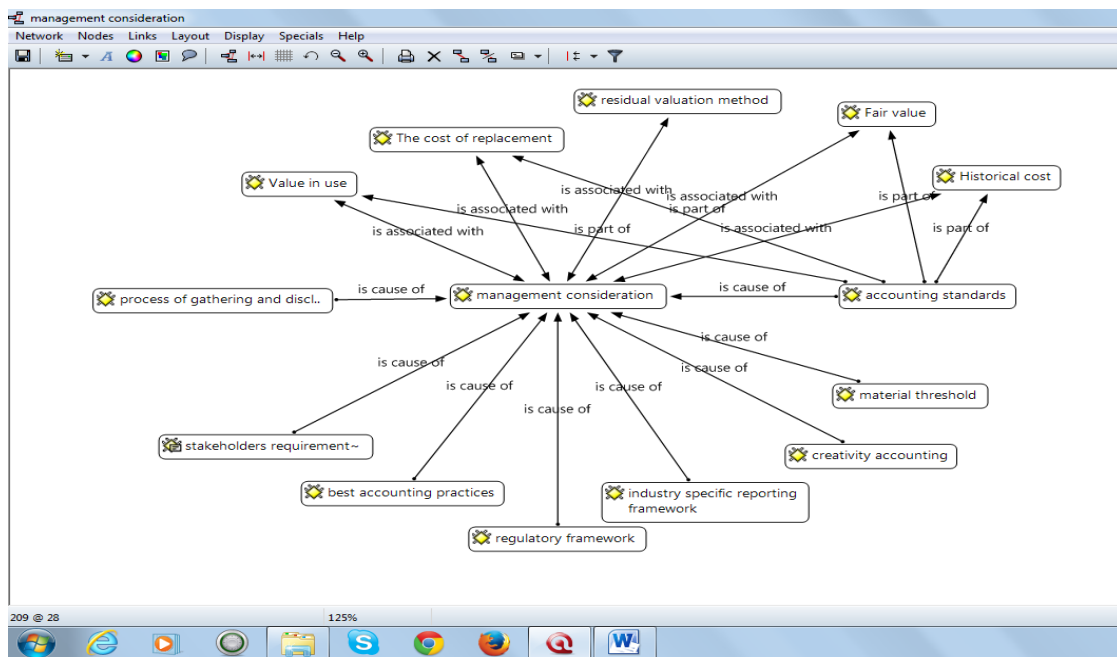 management consideration
Network Nodes Links Layout Display Specials Help
residual valuation method
Fair value
The cost of replacement
Historical cost
Value in use
is associated with
is associated with
is part of
is associated with
is part of
is associated with
is part of
is associated with
is part of
process of gathering and discl..
is cause of
management consideration
is cause of
accounting standards
is cause of
is cause of
is cause of
is cause of
is cause of
material threshold
is cause of
stakeholders requirement~
creativity accounting
best accounting practices
industry specific reporting
framework
regulatory framework
209 @ 28
125%